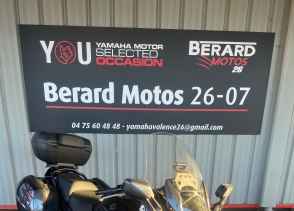 YOU YAMAHA MOTOR
SELECTED
OCCASION
BERARD
MOTOS
26
Berard Motos 26-07
04 75 60 48 48 - yamahavalence26@gmail.com